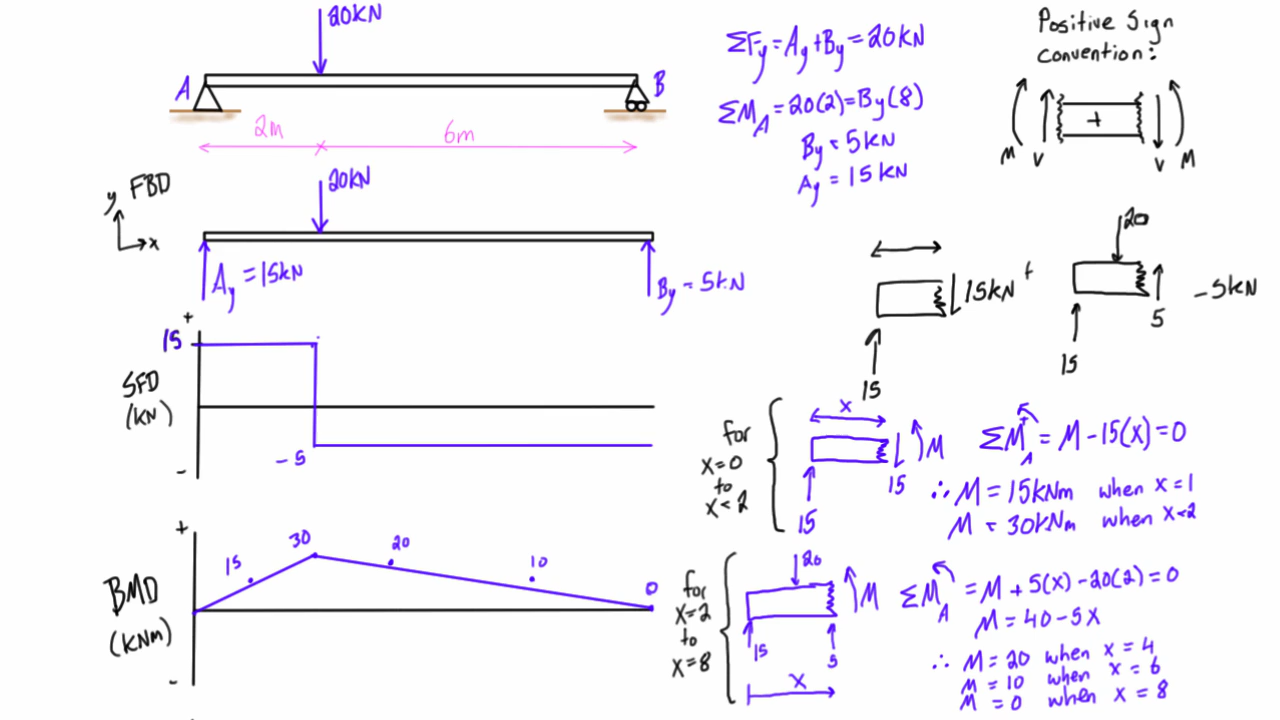 20KN
A
B
2m
6m
FBD
y
x
20KN
Ay = 15KN
By = 5KN
+
15
SFD
(KN)
-5
-
+
30
15
20
10
0
BMD
(KNm)
-
ΣFy = Ay + By = 20KN
ΣMA = 20(2) = By(8)
By = 5KN
Ay = 15KN
Positive Sign
Convention:
+
M V V M
15KN +
15
20
5
15
-5KN
for
x=0
to
x<2
x
15
M
15
ΣMA+ = M - 15(x) = 0
∴ M = 15KNm when x = 1
M = 30KNm when x<2
for
x=2
to
x=8
20
M
15
5
x
ΣMA = M + 5(x) - 20(2) = 0
M = 40 - 5x
∴ M = 20 when x = 4
M = 10 when x = 6
M = 0 when x = 8